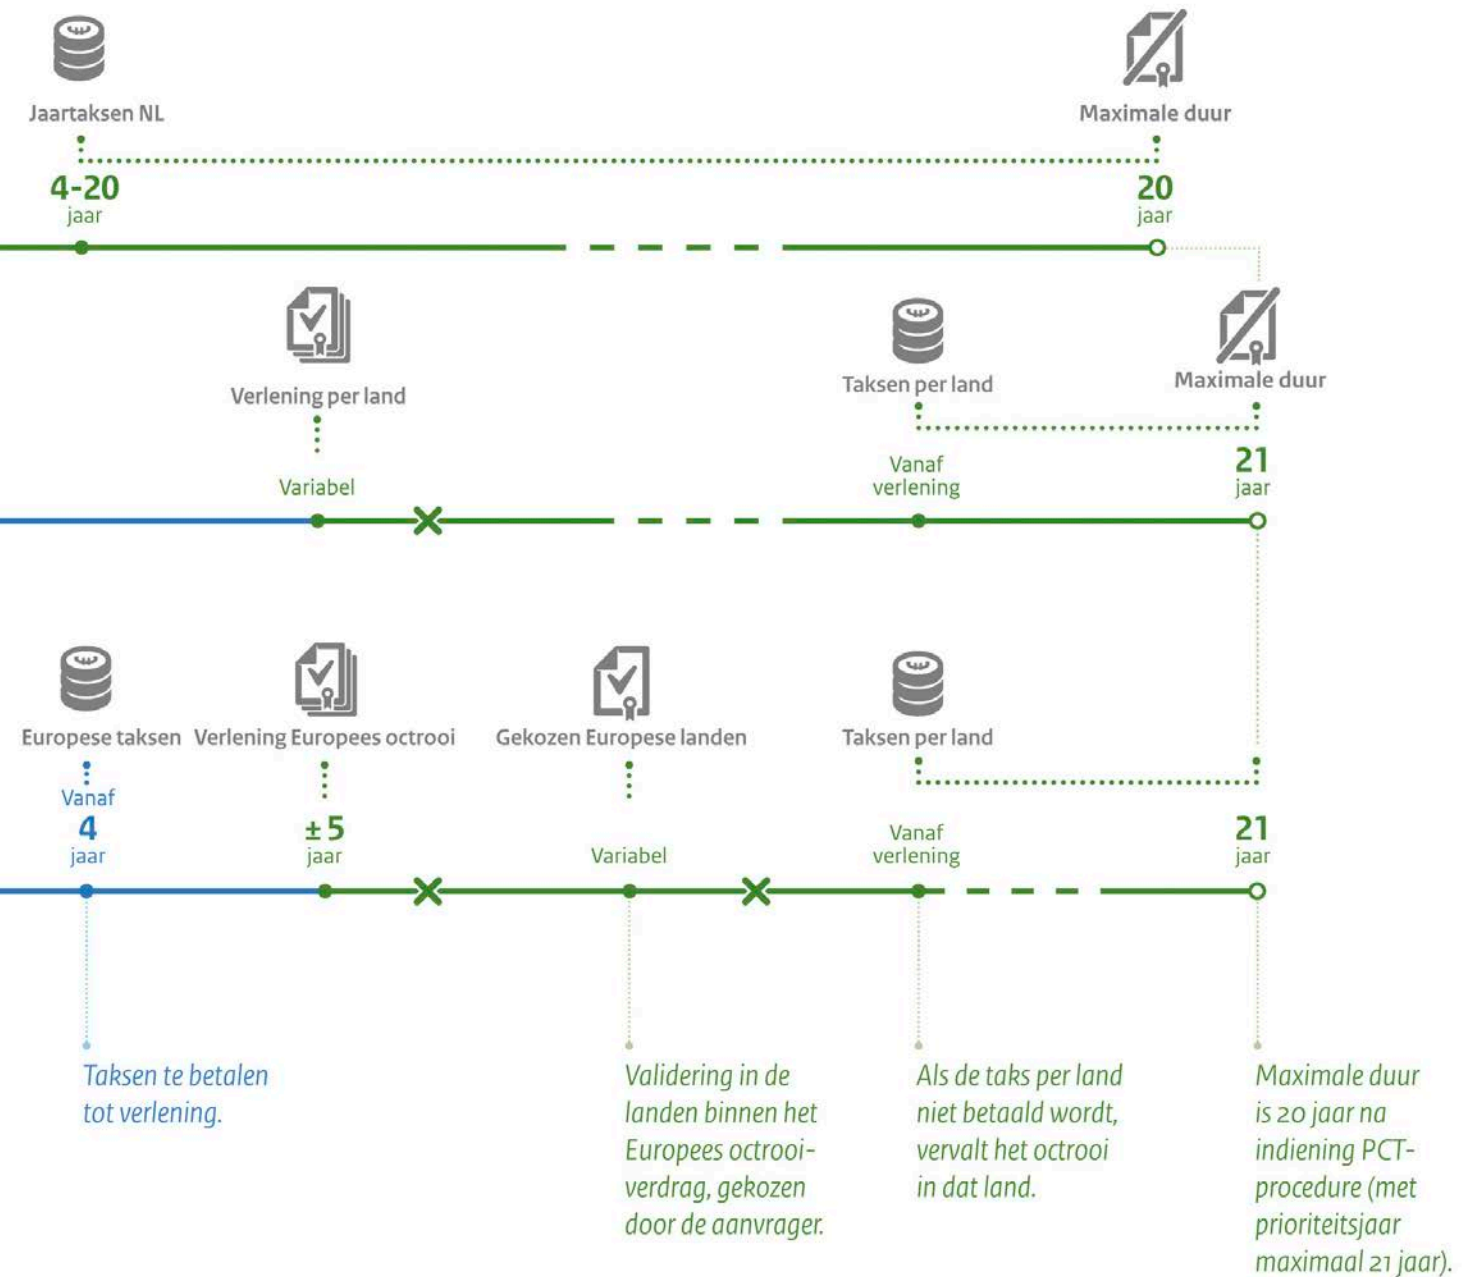 Jaartaksen NL
Maximale duur
4-20
jaar
20
jaar
Verlening per land
Taksen per land
Maximale duur
Variabel
Vanaf
verlening
21
jaar
Europese taksen
Verlening Europees octrooi
Gekozen Europese landen
Taksen per land
Vanaf
4
jaar
± 5
jaar
Variabel
Vanaf
verlening
21
jaar
Taksen te betalen
tot verlening.
Validering in de
landen binnen het
Europees octrooi-
verdrag, gekozen
door de aanvrager.
Als de taks per land
niet betaald wordt,
vervalt het octrooi
in dat land.
Maximale duur
is 20 jaar na
indiening PCT-
procedure (met
prioriteitsjaar
maximaal 21 jaar).